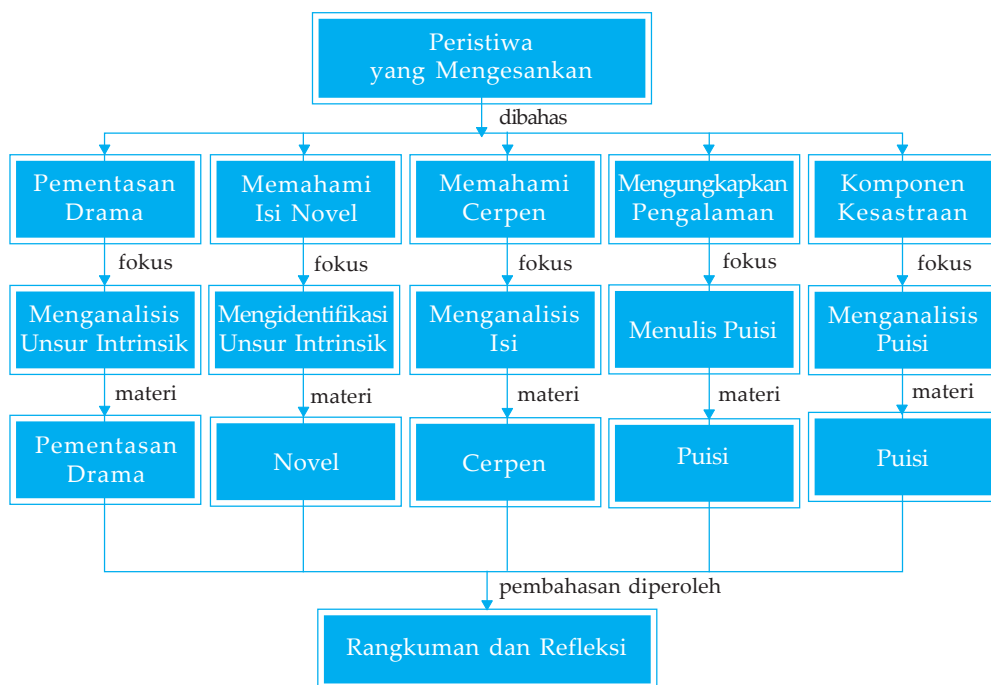 Peristiwa
yang Mengesankan
dibahas
Pementasan
Drama
Memahami
Isi Novel
Memahami
Cerpen
Mengungkapkan
Pengalaman
Komponen
Kesastraan
fokus
fokus
fokus
fokus
fokus
Menganalisis
Unsur Intrinsik
Mengidentifikasi
Unsur Intrinsik
Menganalisis
Isi
Menulis Puisi
Menganalisis
Puisi
materi
materi
materi
materi
materi
Pementasan
Drama
Novel
Cerpen
Puisi
Puisi
pembahasan diperoleh
Rangkuman dan Refleksi